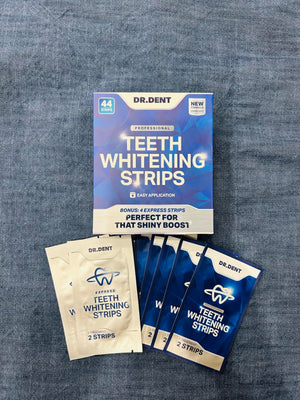 44
DR.DENT
NEW
PROFESSIONAL
TEETH
WHITENING
STRIPS
EASY APPLICATION
BONUS: 4 EXPRESS STRIPS
PERFECT FOR
THAT SHINY BOOST
DR.DENT
EXPRESS
TEETH
WHITENING
STRIPS
2 STRIPS
DR.DENT
TEETH
WHITENING
STRIPS
2 STRIPS